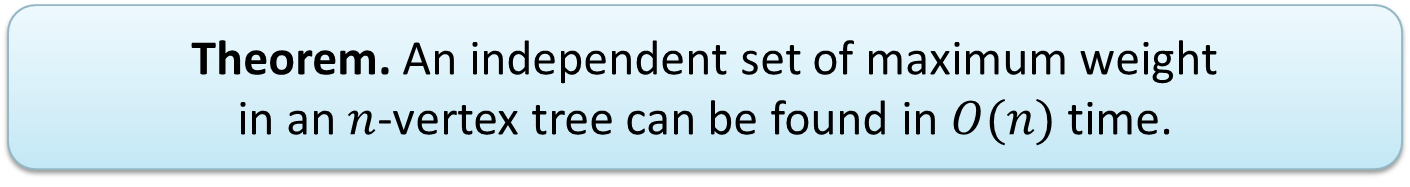 Theorem. An independent set of maximum weight
in an n-vertex tree can be found in O(n) time.